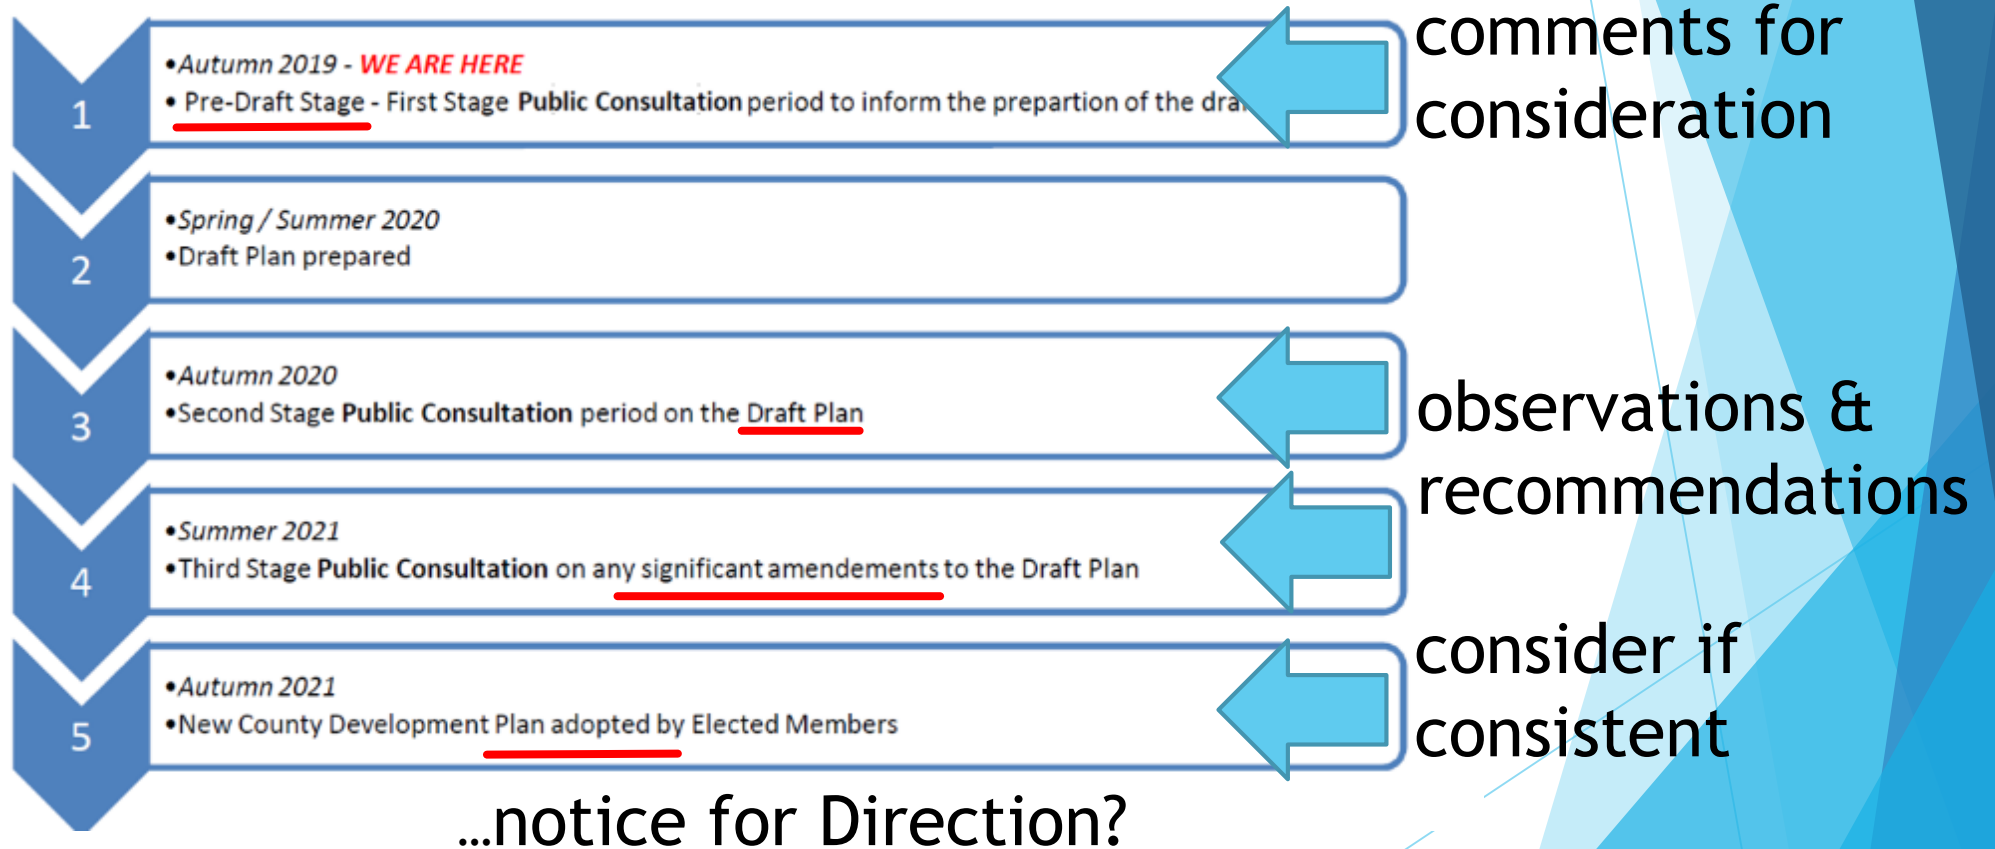 1
•Autumn 2019 - WE ARE HERE
• Pre-Draft Stage - First Stage Public Consultation period to inform the prepartion of the
comments for
consideration
2
•Spring / Summer 2020
•Draft Plan prepared
3
•Autumn 2020
•Second Stage Public Consultation period on the Draft Plan
observations &
recommendations
4
•Summer 2021
•Third Stage Public Consultation on any significant amendements to the Draft Plan
5
•Autumn 2021
•New County Development Plan adopted by Elected Members
consider if
consistent
...notice for Direction?